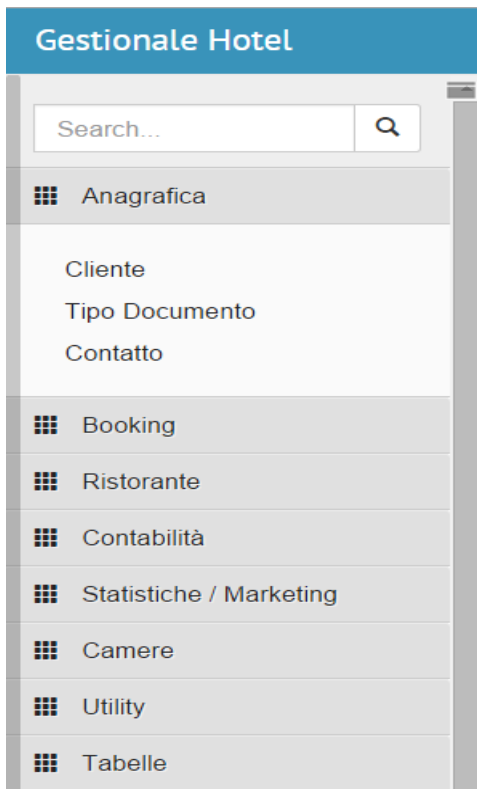 Gestionale Hotel
Search...
Anagrafica
Cliente
Tipo Documento
Contatto
Booking
Ristorante
Contabilità
Statistiche / Marketing
Camere
Utility
Tabelle